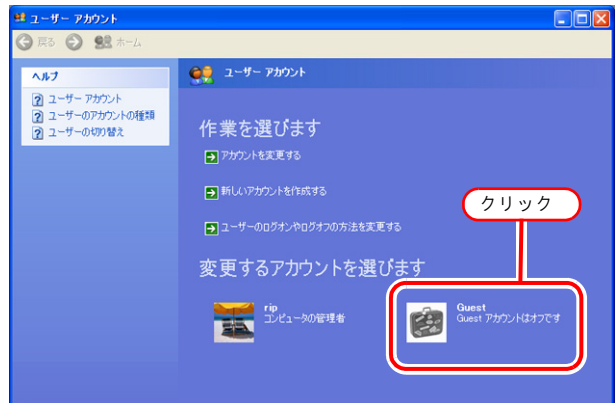 ユーザー アカウント
戻る
ホーム
ヘルプ
ユーザー アカウント
ユーザーのアカウントの種類
ユーザーの切り替え
ユーザー アカウント
作業を選びます
アカウントを変更する
新しいアカウントを作成する
ユーザーのログオンやログオフの方法を変更する
クリック
変更するアカウントを選びます
rip
コンピュータの管理者
Guest
Guest アカウントはオフです